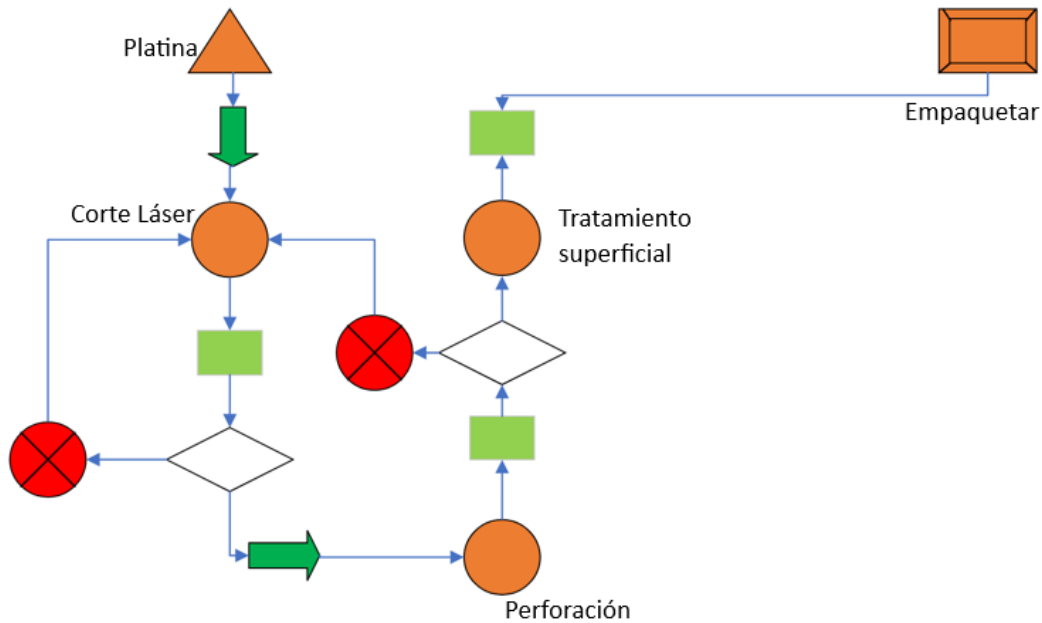 Platina
Empaquetar
Corte Láser
Tratamiento
superficial
Perforación